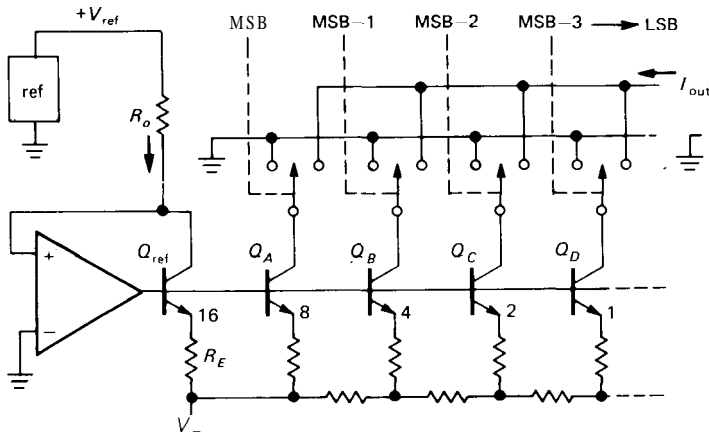 +V_ref
MSB MSB−1 MSB−2 MSB−3 → LSB
ref
R_o
I_out
+
−
Q_ref Q_A Q_B Q_C Q_D
16 8 4 2 1
R_E
V_−